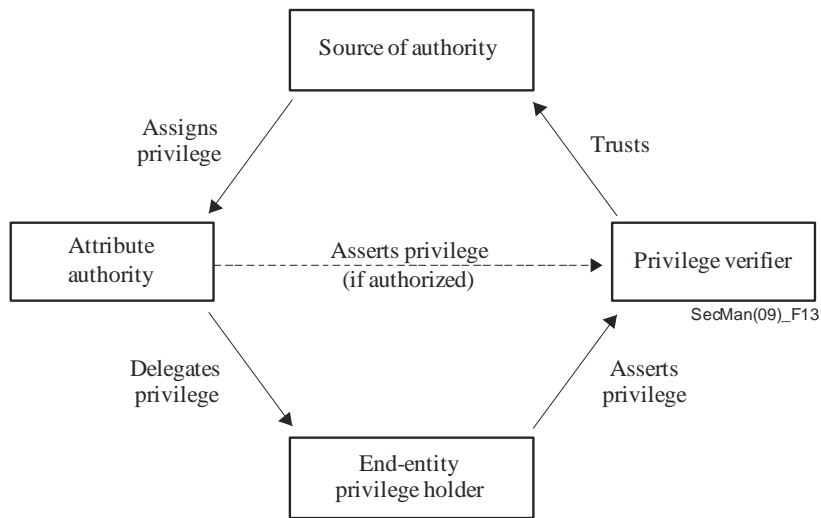 Source of authority
Assigns
privilege
Trusts
Attribute
authority
Asserts privilege
(if authorized)
Privilege verifier
SecMan(09)_F13
Delegates
privilege
Asserts
privilege
End-entity
privilege holder